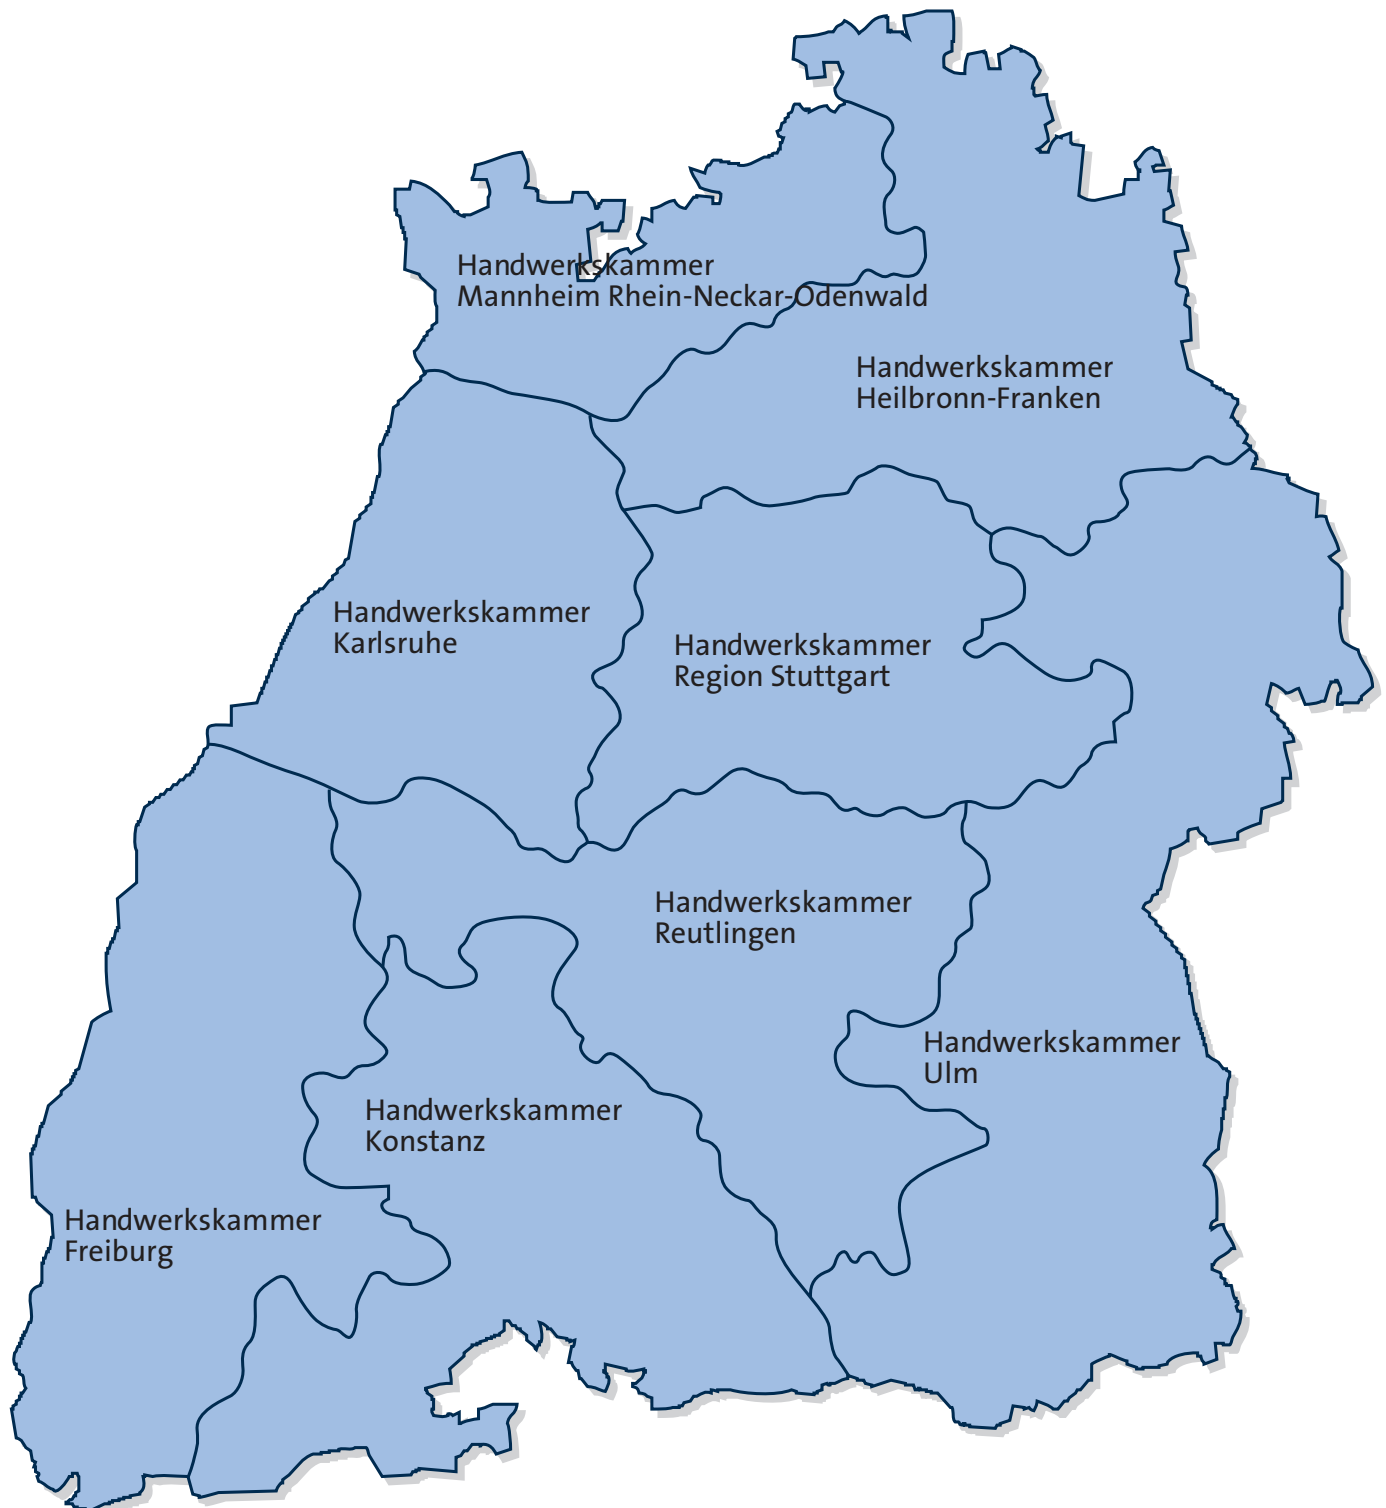 Handwerkskammer
Mannheim Rhein-Neckar-Odenwald
Handwerkskammer
Heilbronn-Franken
Handwerkskammer
Karlsruhe
Handwerkskammer
Region Stuttgart
Handwerkskammer
Reutlingen
Handwerkskammer
Ulm
Handwerkskammer
Konstanz
Handwerkskammer
Freiburg